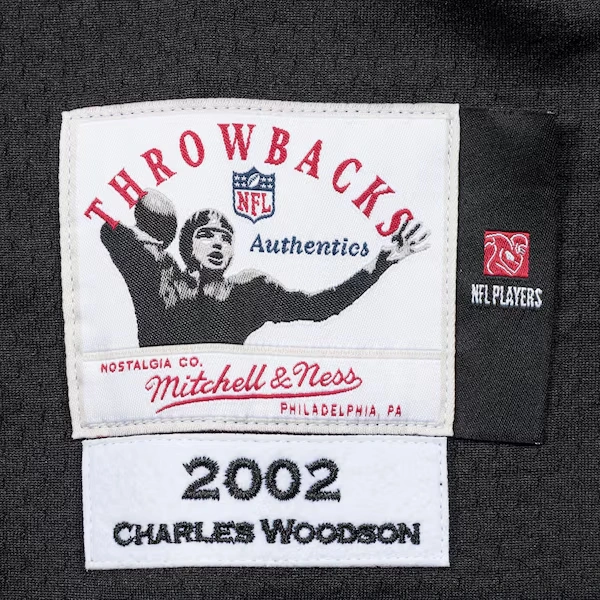 THROWBACKS
NFL
Authentics
NFL PLAYERS
NOSTALGIA CO.
Mitchell & Ness
PHILADELPHIA, PA
2002
CHARLES WOODSON